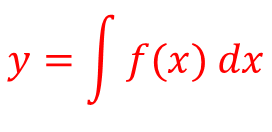 y = ∫ f(x) dx